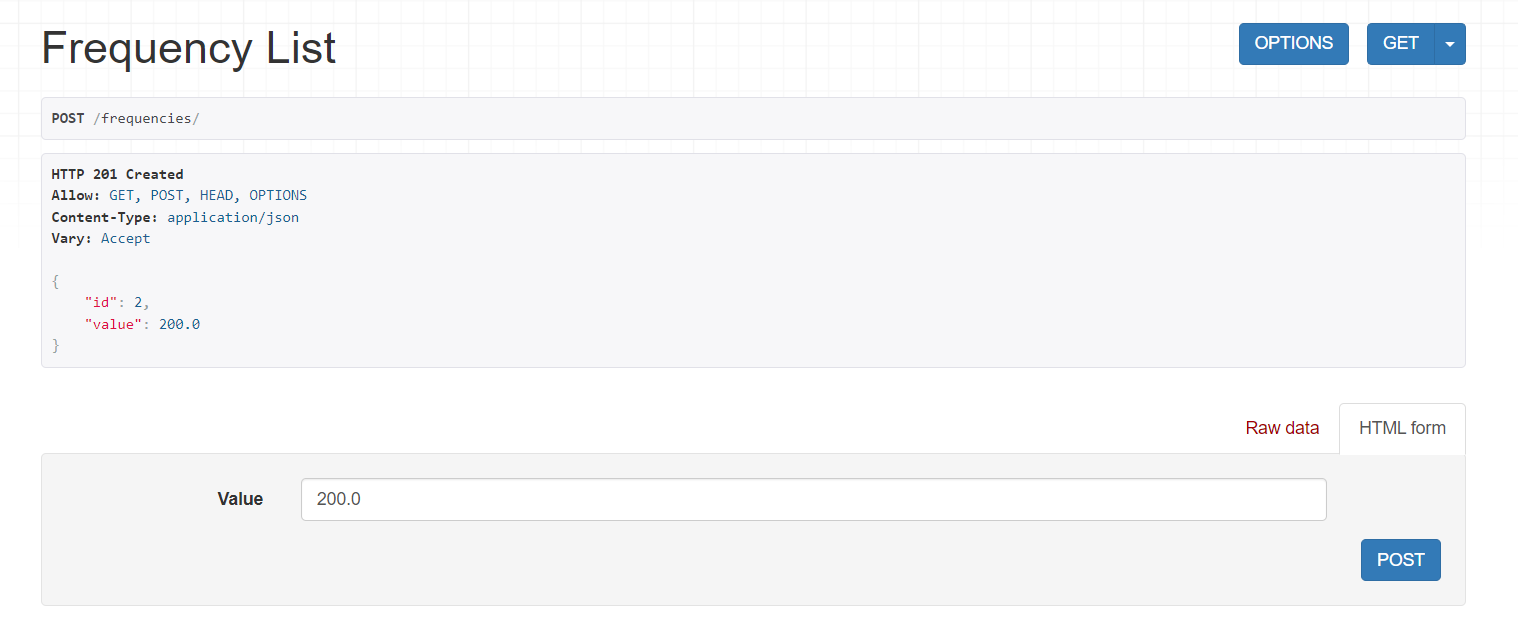 Frequency List
OPTIONS
GET
POST /frequencies/
HTTP 201 Created
Allow: GET, POST, HEAD, OPTIONS
Content-Type: application/json
Vary: Accept
{
    "id": 2,
    "value": 200.0
}
Raw data
HTML form
Value
200.0
POST